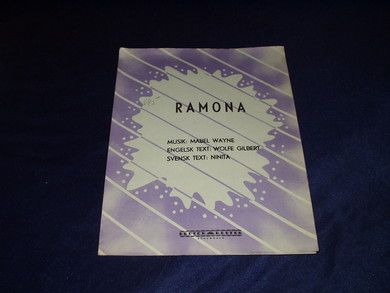 RAMONA
MUSIK: MABEL WAYNE
ENGELSK TEXT: WOLFE GILBERT
SVENSK TEXT: NINITA